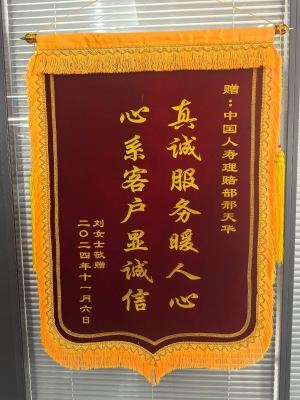 赠：中国人寿理赔部邢天华
真诚服务暖人心
心系客户显诚信
刘女士敬赠
二〇二四年十一月六日